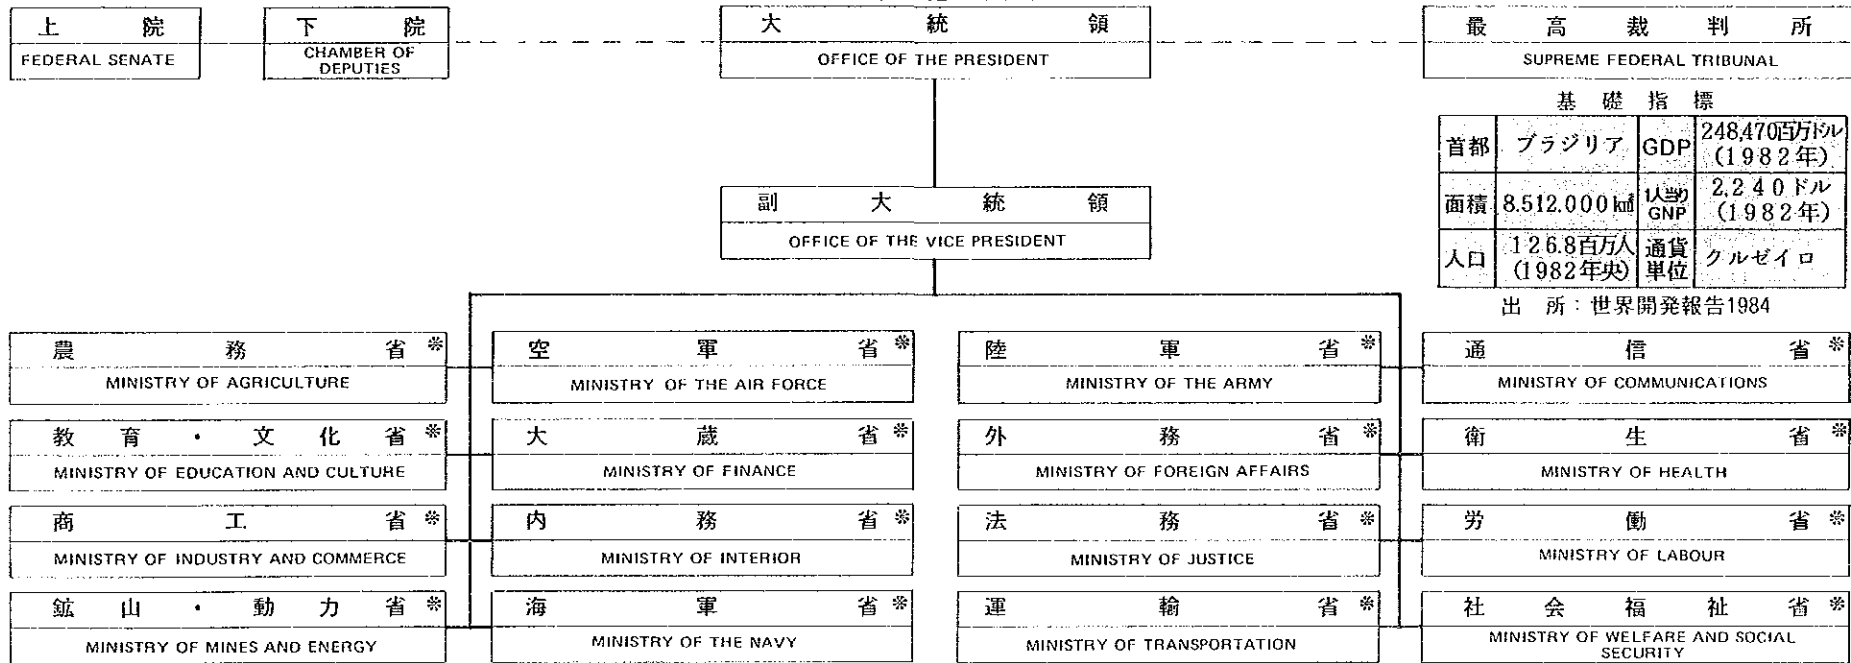 上院
FEDERAL SENATE
下院
CHAMBER OF
DEPUTIES
大統領
OFFICE OF THE PRESIDENT
最高裁判所
SUPREME FEDERAL TRIBUNAL
基礎指標
首都 ブラジリア GDP 248,470百万ドル
(1982年)
面積 8.512.000㎢ 1人当り
GNP 2,240ドル
(1982年)
人口 126.8百万人
(1982年央) 通貨
単位 クルゼイロ
出所:世界開発報告1984
副大統領
OFFICE OF THE VICE PRESIDENT
農務省※
MINISTRY OF AGRICULTURE
空軍省※
MINISTRY OF THE AIR FORCE
陸軍省※
MINISTRY OF THE ARMY
通信省※
MINISTRY OF COMMUNICATIONS
教育・文化省※
MINISTRY OF EDUCATION AND CULTURE
大蔵省※
MINISTRY OF FINANCE
外務省※
MINISTRY OF FOREIGN AFFAIRS
衛生省※
MINISTRY OF HEALTH
商工省※
MINISTRY OF INDUSTRY AND COMMERCE
内務省※
MINISTRY OF INTERIOR
法務省※
MINISTRY OF JUSTICE
労働省※
MINISTRY OF LABOUR
鉱山・動力省※
MINISTRY OF MINES AND ENERGY
海軍省※
MINISTRY OF THE NAVY
運輸省※
MINISTRY OF TRANSPORTATION
社会福祉省※
MINISTRY OF WELFARE AND SOCIAL
SECURITY